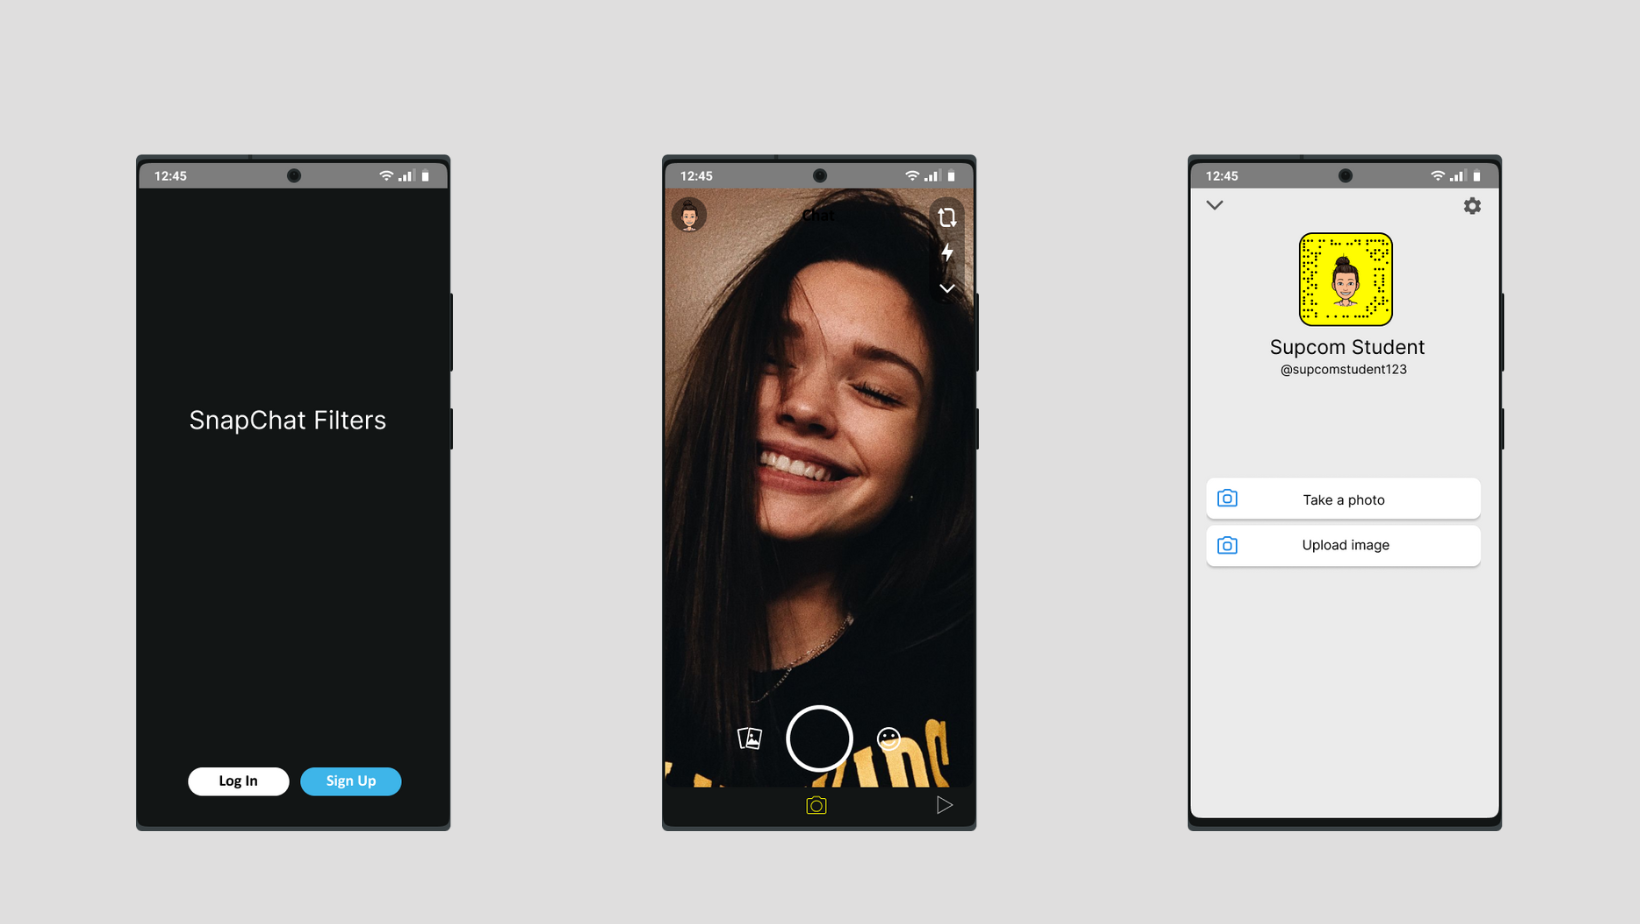 12:45
SnapChat Filters
Log In
Sign Up
12:45
Chat
12:45
Supcom Student
@supcomstudent123
Take a photo
Upload image